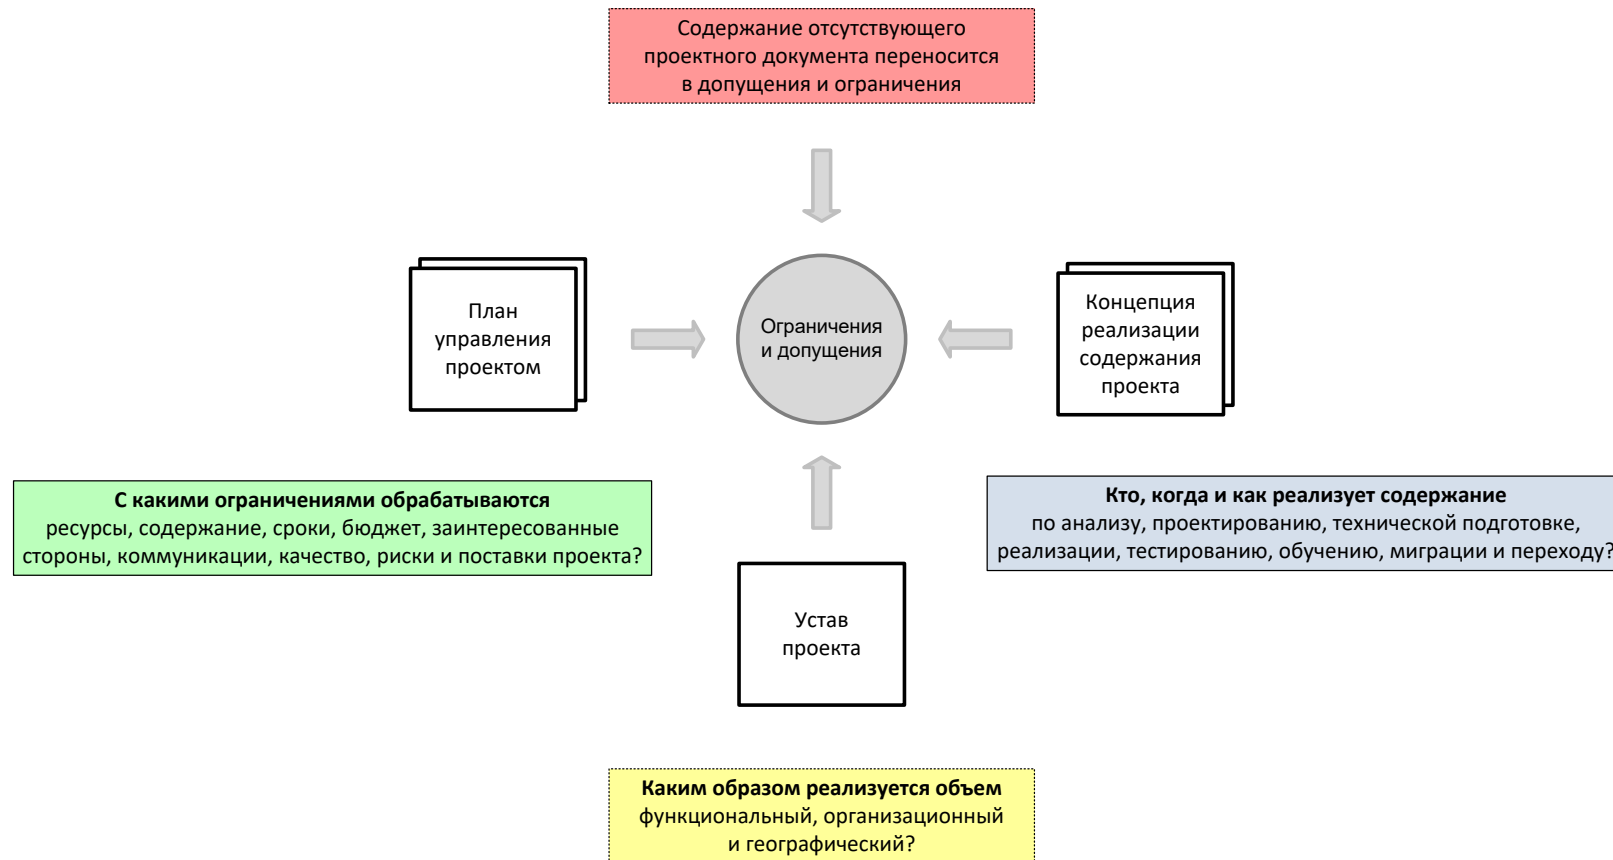 Содержание отсутствующего
проектного документа переносится
в допущения и ограничения
План
управления
проектом
Ограничения
и допущения
Концепция
реализации
содержания
проекта
С какими ограничениями обрабатываются
ресурсы, содержание, сроки, бюджет, заинтересованные
стороны, коммуникации, качество, риски и поставки проекта?
Кто, когда и как реализует содержание
по анализу, проектированию, технической подготовке,
реализации, тестированию, обучению, миграции и переходу?
Устав
проекта
Каким образом реализуется объем
функциональный, организационный
и географический?